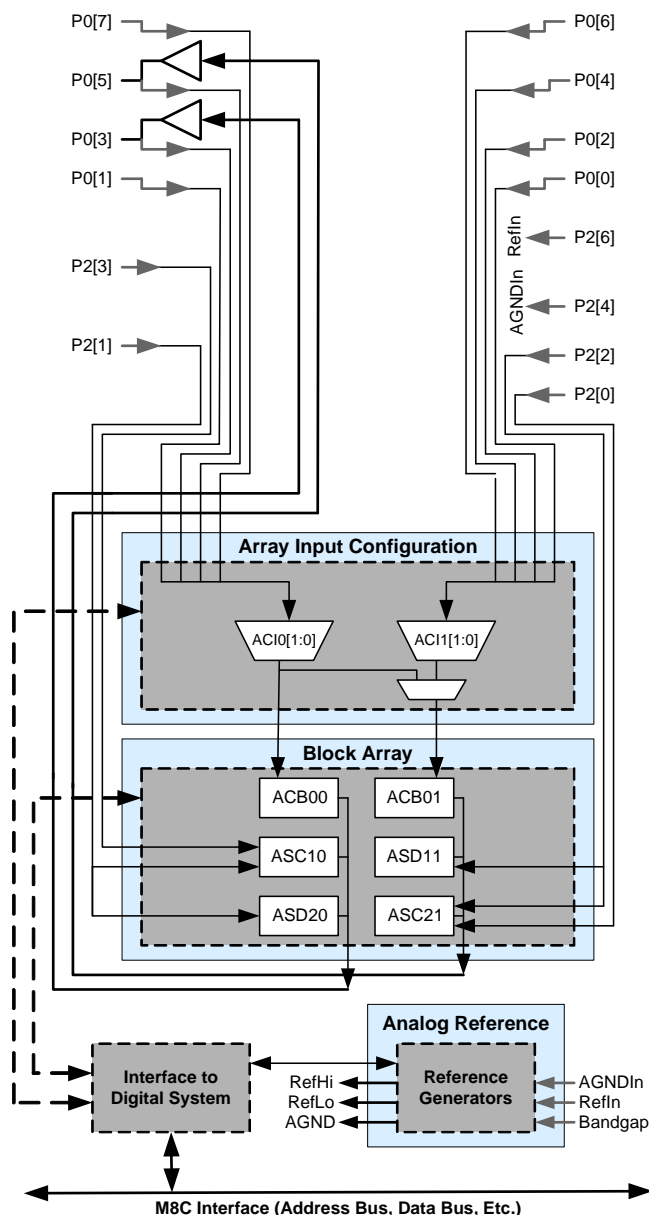 P0[7]
P0[6]
P0[5]
P0[4]
P0[3]
P0[2]
P0[1]
P0[0]
P2[6]
RefIn
P2[3]
AGNDIn
P2[4]
P2[1]
P2[2]
P2[0]
Array Input Configuration
ACI0[1:0]
ACI1[1:0]
Block Array
ACB00
ACB01
ASC10
ASD11
ASD20
ASC21
Analog Reference
Interface to
Digital System
RefHi
RefLo
AGND
Reference
Generators
AGNDIn
RefIn
Bandgap
M8C Interface (Address Bus, Data Bus, Etc.)